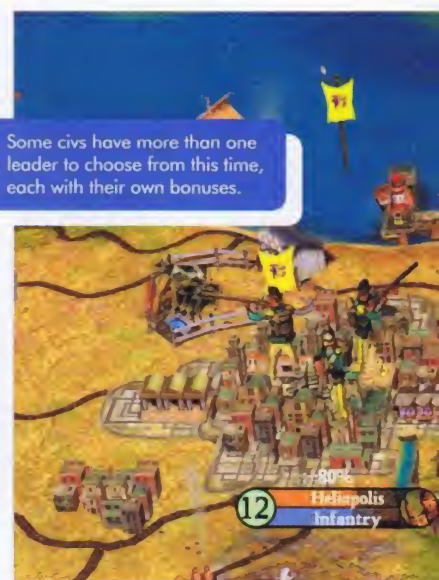 Some civs have more than one
leader to choose from this time,
each with their own bonuses.
+80%
12
Heliopolis
Infantry